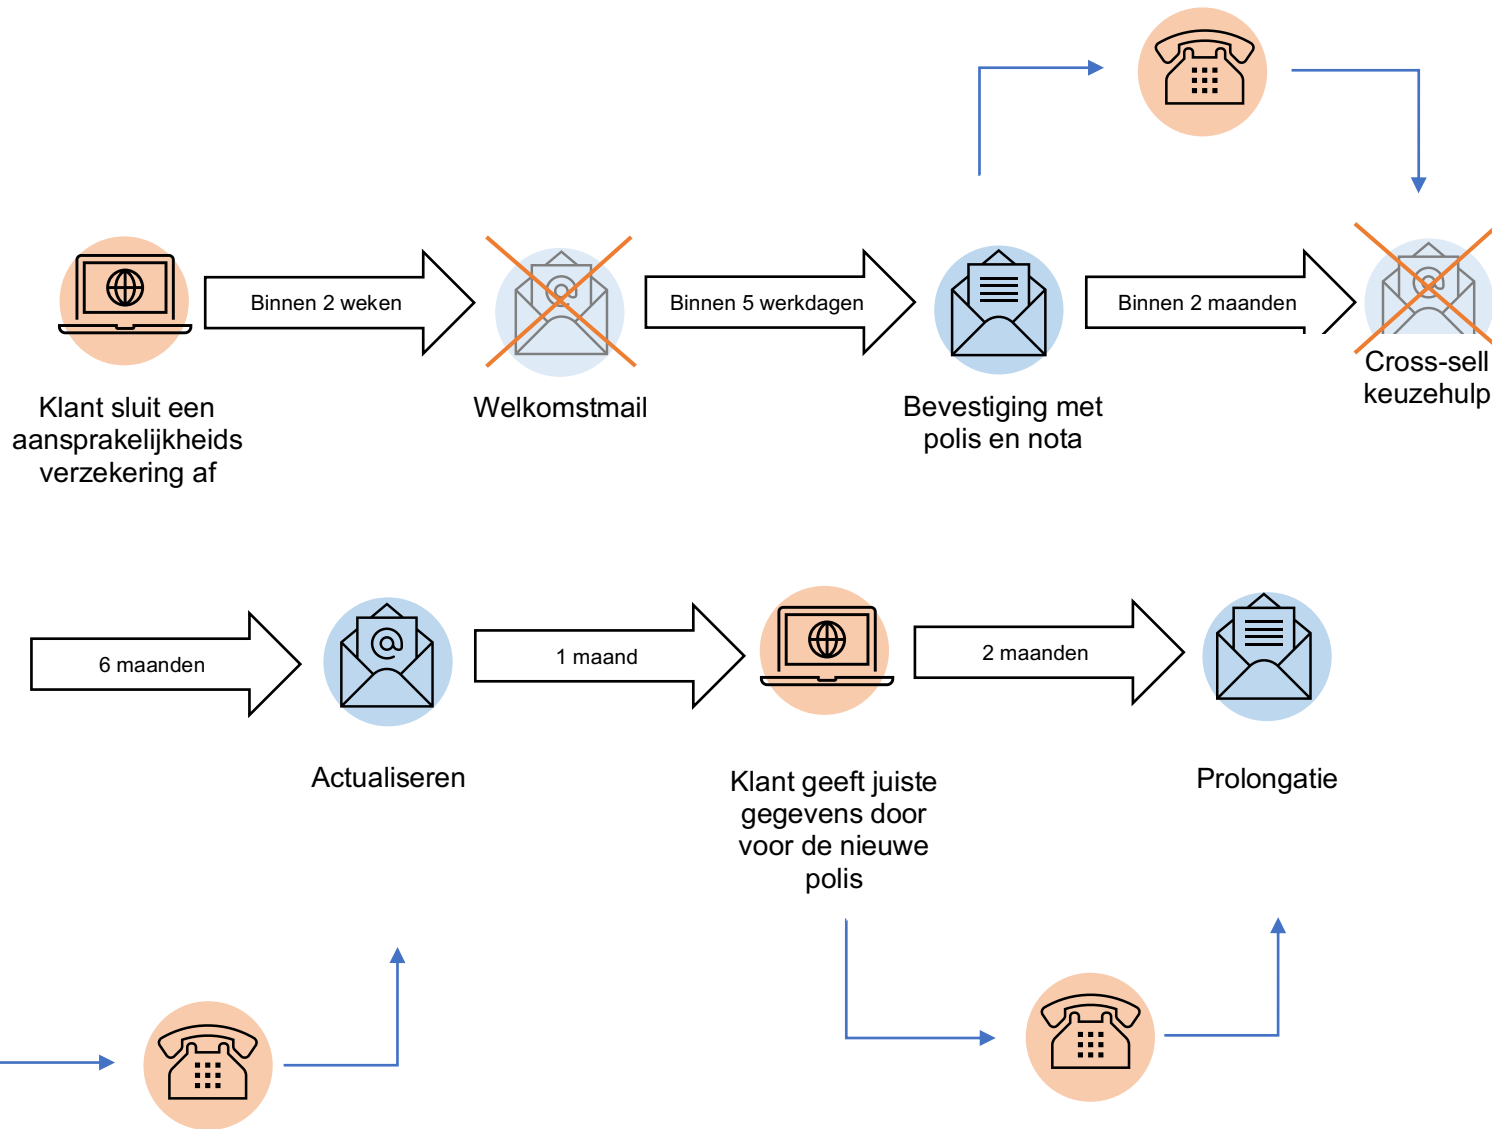 Binnen 2 weken
Binnen 5 werkdagen
Binnen 2 maanden
Klant sluit een
aansprakelijkheids
verzekering af
Welkomstmail
Bevestiging met
polis en nota
Cross-sell
keuzehulp
6 maanden
1 maand
2 maanden
Actualiseren
Klant geeft juiste
gegevens door
voor de nieuwe
polis
Prolongatie